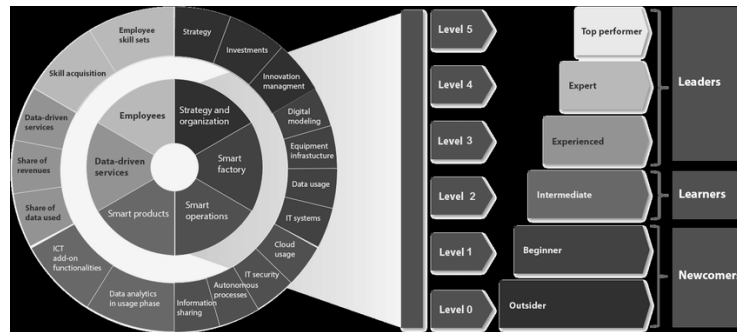 Employee
skill sets
Strategy
Investments
Innovation
managment
Digital
modeling
Equipment
infrastucture
Data usage
IT systems
Cloud
usage
IT security
Autonomous
processes
Information
sharing
Data analytics
in usage phase
ICT
add-on
functionalities
Share of
data used
Share of
revenues
Data-driven
services
Skill acquisition
Employees
Strategy and
organization
Smart
factory
Smart
operations
Smart products
Data-driven
services
Level 5
Top performer
Level 4
Expert
Leaders
Level 3
Experienced
Level 2
Intermediate
Learners
Level 1
Beginner
Newcomers
Level 0
Outsider